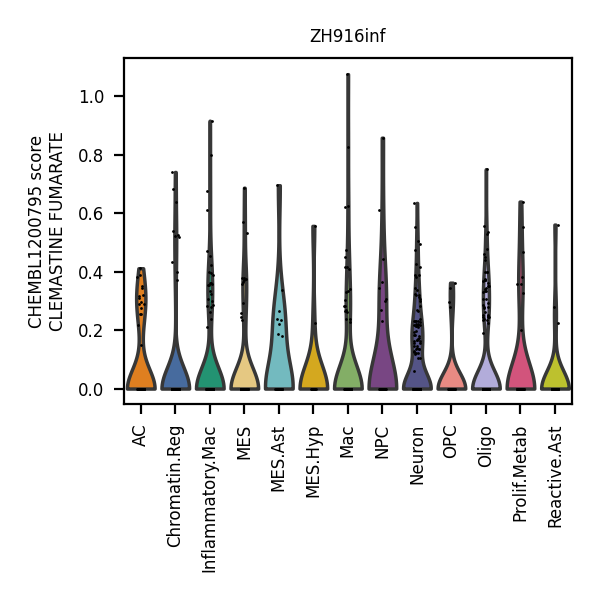 ZH916inf
CHEMBL1200795 score
CLEMASTINE FUMARATE
1.0
0.8
0.6
0.4
0.2
0.0
AC
Chromatin.Reg
Inflammatory.Mac
MES
MES.Ast
MES.Hyp
Mac
NPC
Neuron
OPC
Oligo
Prolif.Metab
Reactive.Ast